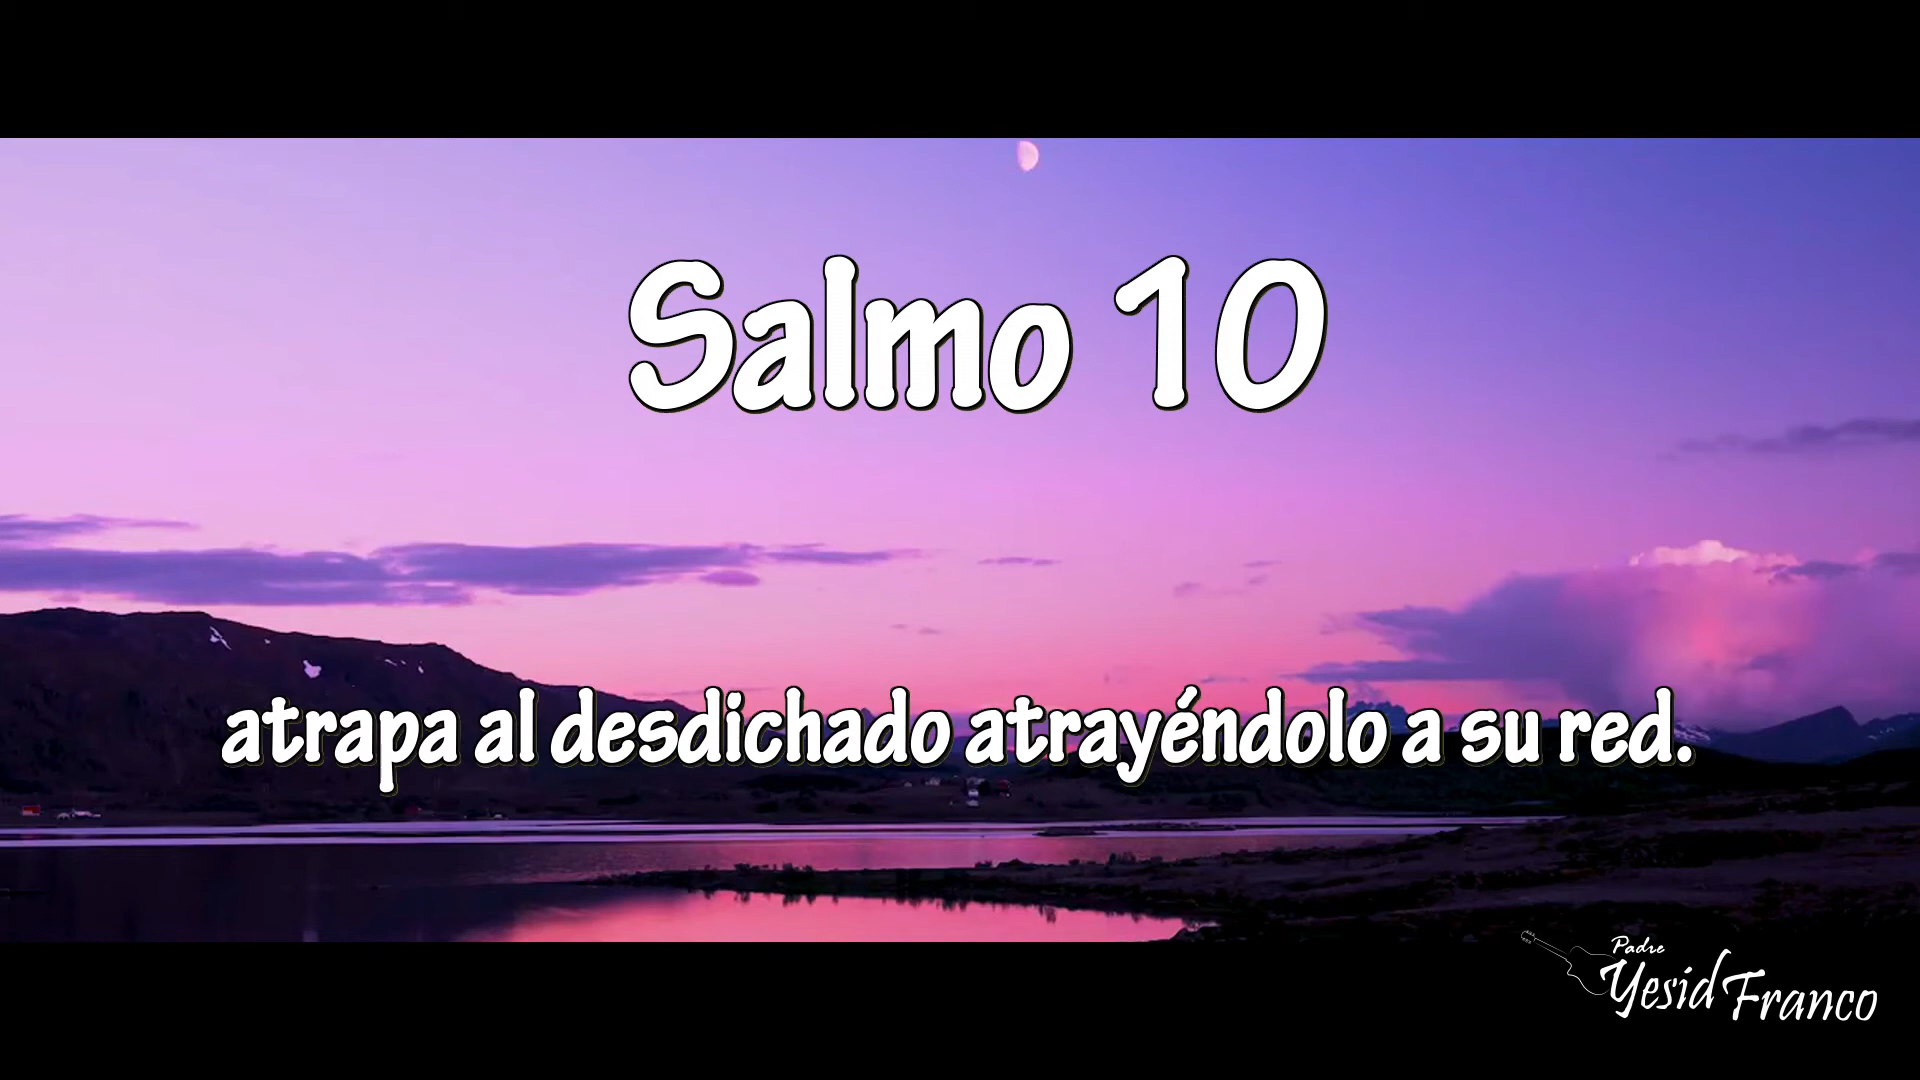 Salmo 10
atrapa al desdichado atrayéndolo a su red.
Padre
Yesid Franco